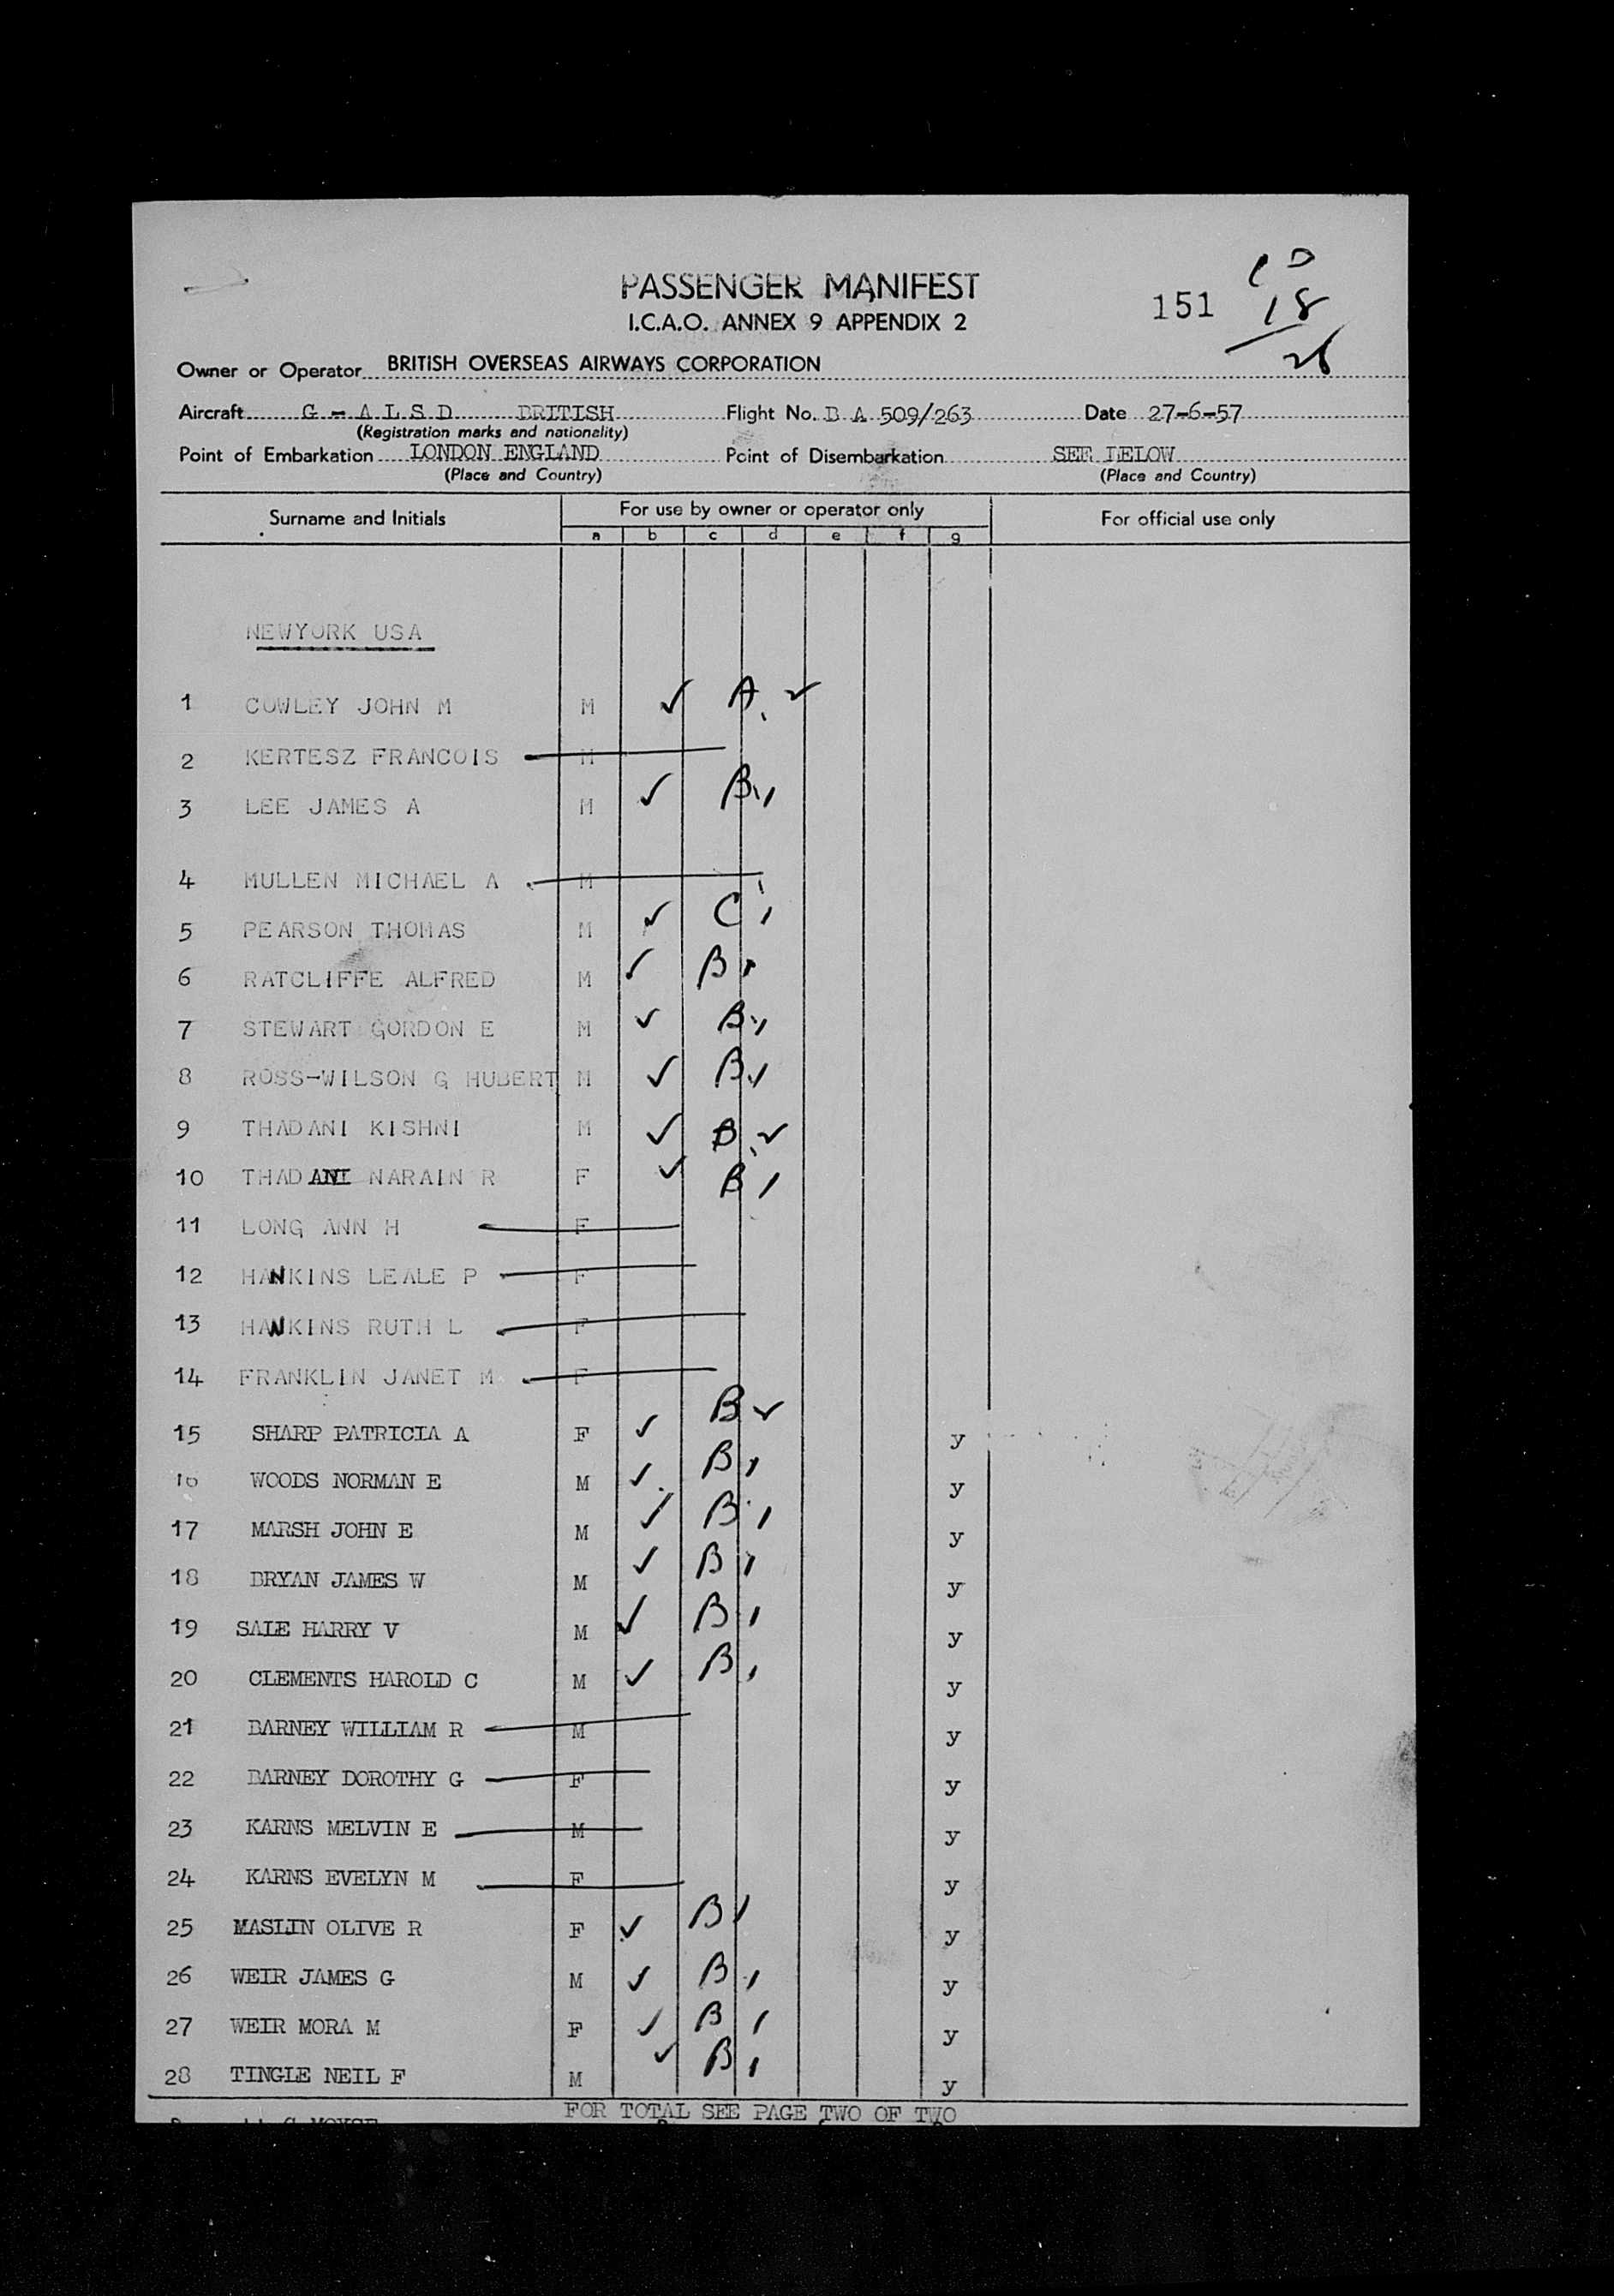 PASSENGER MANIFEST
I.C.A.O. ANNEX 9 APPENDIX 2
151 18
26
Owner or Operator BRITISH OVERSEAS AIRWAYS CORPORATION
Aircraft G - A L S D BRITISH Flight No. B A 509/263 Date 27-6-57
(Registration marks and nationality)
Point of Embarkation LONDON ENGLAND Point of Disembarkation SEE BELOW
(Place and Country) (Place and Country)
Surname and Initials For use by owner or operator only For official use only
a b c d e f g
NEWYORK USA
1 COWLEY JOHN M M ✓ A ✓
2 KERTESZ FRANCOIS M
3 LEE JAMES A M ✓ B
4 MULLEN MICHAEL A M
5 PEARSON THOMAS M ✓ C
6 RATCLIFFE ALFRED M ✓ B
7 STEWART GORDON E M ✓ B
8 ROSS-WILSON G HUBERT M ✓ B
9 THADANI KISHNI M ✓ B ✓
10 THADANI NARAIN R F ✓ B
11 LONG ANN H F
12 HANKINS LEALE P F
13 HANKINS RUTH L F
14 FRANKLIN JANET M F
15 SHARP PATRICIA A F ✓ B ✓ y
16 WOODS NORMAN E M ✓ B y
17 MARSH JOHN E M ✓ B y
18 BRYAN JAMES W M ✓ B y
19 SALE HARRY V M ✓ B y
20 CLEMENTS HAROLD C M ✓ B y
21 BARNEY WILLIAM R M y
22 BARNEY DOROTHY G F y
23 KARNS MELVIN E M y
24 KARNS EVELYN M F y
25 MASLIN OLIVE R F ✓ B y
26 WEIR JAMES G M ✓ B y
27 WEIR MORA M F ✓ B y
28 TINGLE NEIL F M ✓ B y
FOR TOTAL SEE PAGE TWO OF TWO